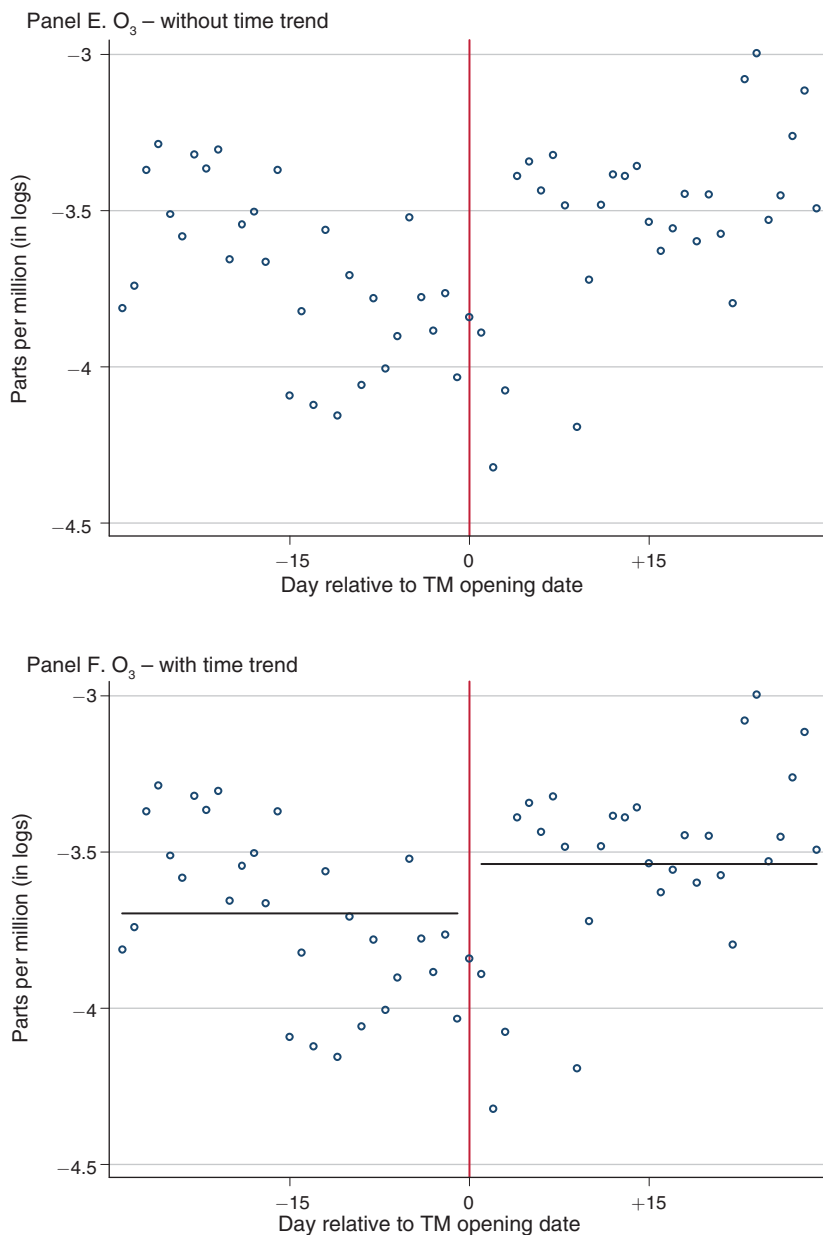 Panel E. O₃ – without time trend
−3
−3.5
−4
−4.5
Parts per million (in logs)
−15
0
+15
Day relative to TM opening date
Panel F. O₃ – with time trend
−3
−3.5
−4
−4.5
Parts per million (in logs)
−15
0
+15
Day relative to TM opening date